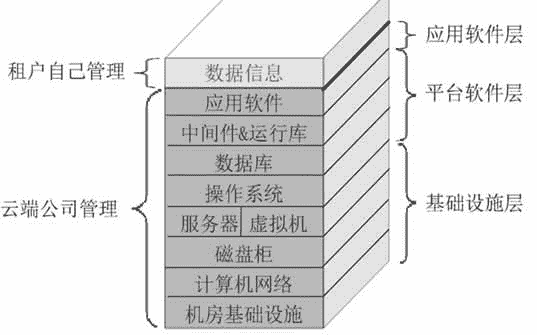 应用软件层
租户自己管理
数据信息
应用软件
平台软件层
中间件&运行库
数据库
操作系统
云端公司管理
基础设施层
服务器 虚拟机
磁盘柜
计算机网络
机房基础设施